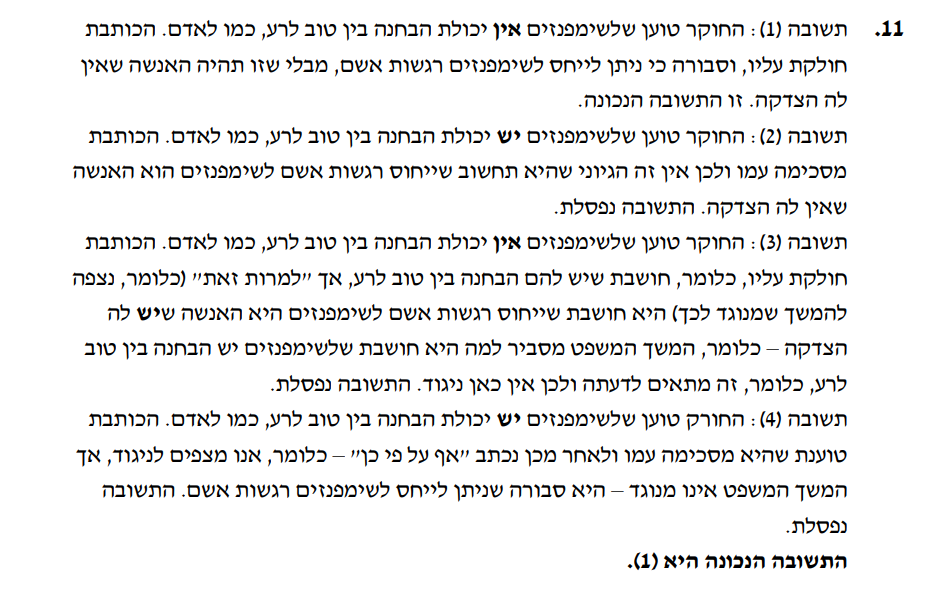 11. תשובה (1): החוקר טוען שלשימפנזים אין יכולת הבחנה בין טוב לרע, כמו לאדם. הכותבת
חולקת עליו, וסבורה כי ניתן לייחס לשימפנזים רגשות אשם, מבלי שזו תהיה האנשה שאין
לה הצדקה. זו התשובה הנכונה.
תשובה (2): החוקר טוען שלשימפנזים יש יכולת הבחנה בין טוב לרע, כמו לאדם. הכותבת
מסכימה עמו ולכן אין זה הגיוני שהיא תחשוב שייחוס רגשות אשם לשימפנזים הוא האנשה
שאין לה הצדקה. התשובה נפסלת.
תשובה (3): החוקר טוען שלשימפנזים אין יכולת הבחנה בין טוב לרע, כמו לאדם. הכותבת
חולקת עליו, כלומר, חושבת שיש להם הבחנה בין טוב לרע, אך "למרות זאת" (כלומר, נצפה
להמשך שמנוגד לכך) היא חושבת שייחוס רגשות אשם לשימפנזים היא האנשה שיש לה
הצדקה – כלומר, המשך המשפט מסביר למה היא חושבת שלשימפנזים יש הבחנה בין טוב
לרע, כלומר, זה מתאים לדעתה ולכן אין כאן ניגוד. התשובה נפסלת.
תשובה (4): החורק טוען שלשימפנזים יש יכולת הבחנה בין טוב לרע, כמו לאדם. הכותבת
טוענת שהיא מסכימה עמו ולאחר מכן נכתב "אף על פי כן" – כלומר, אנו מצפים לניגוד, אך
המשך המשפט אינו מנוגד – היא סבורה שניתן לייחס לשימפנזים רגשות אשם. התשובה
נפסלת.
התשובה הנכונה היא (1).